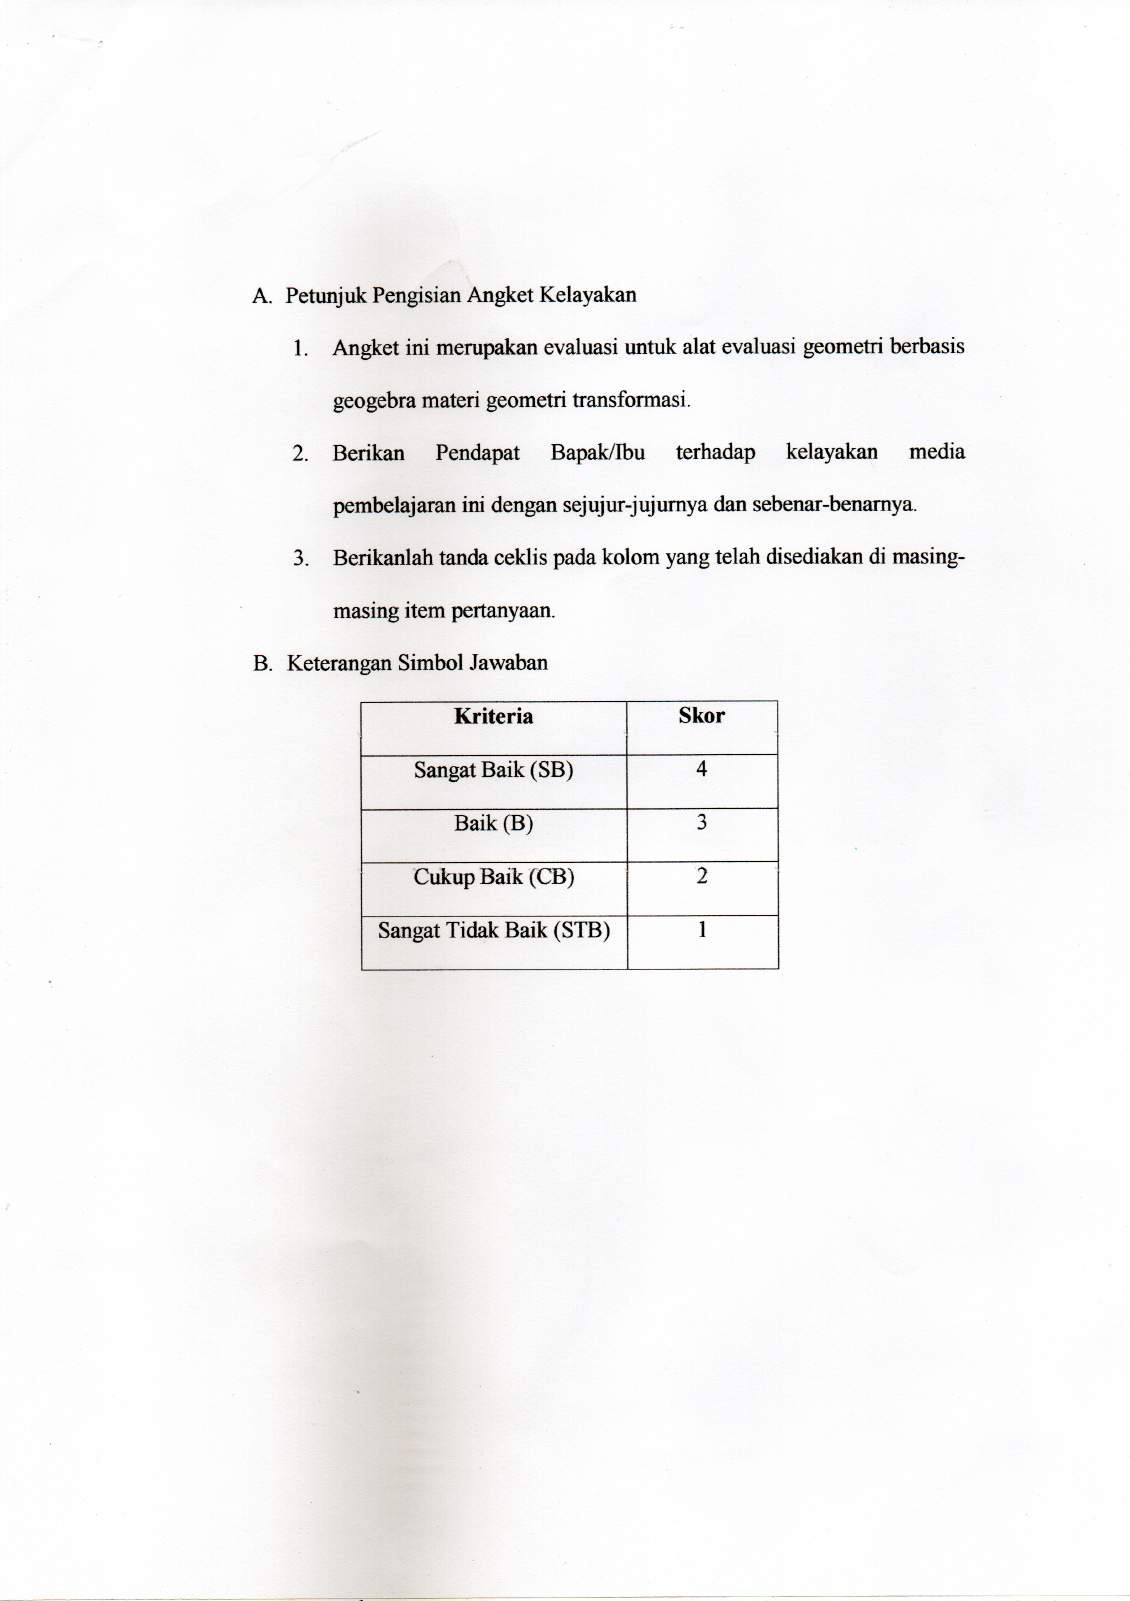 A. Petunjuk Pengisian Angket Kelayakan
1. Angket ini merupakan evaluasi untuk alat evaluasi geometri berbasis
geogebra materi geometri transformasi.
2. Berikan Pendapat Bapak/Ibu terhadap kelayakan media
pembelajaran ini dengan sejujur-jujurnya dan sebenar-benarnya.
3. Berikanlah tanda ceklis pada kolom yang telah disediakan di masing-
masing item pertanyaan.
B. Keterangan Simbol Jawaban
Kriteria Skor
Sangat Baik (SB) 4
Baik (B) 3
Cukup Baik (CB) 2
Sangat Tidak Baik (STB) 1